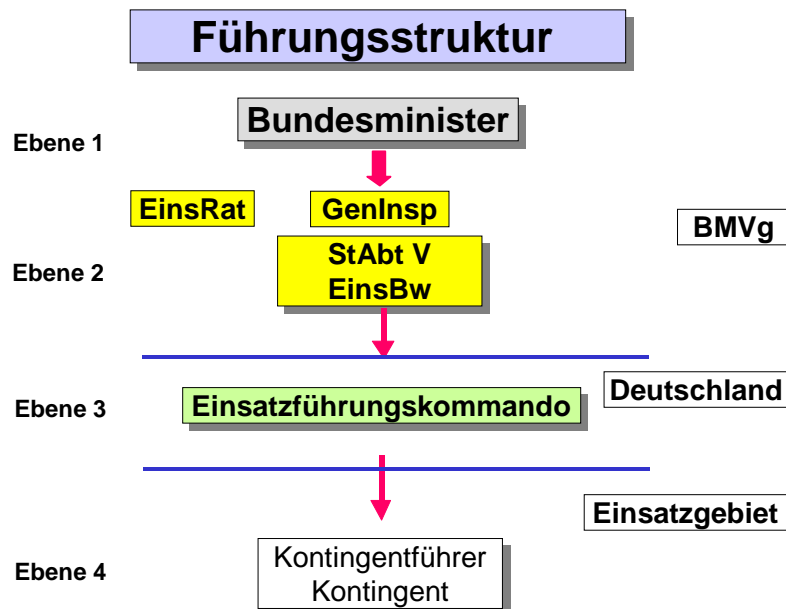 Führungsstruktur
Ebene 1
Bundesminister
EinsRat
GenInsp
BMVg
Ebene 2
StAbt V
EinsBw
Deutschland
Ebene 3
Einsatzführungskommando
Einsatzgebiet
Ebene 4
Kontingentführer
Kontingent